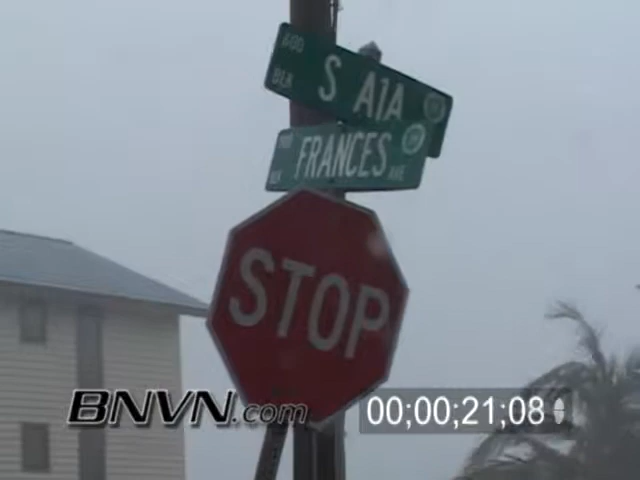 600
BLK
S A1A
FRANCES
AVE
STOP
BNVN.com
00;00;21;08